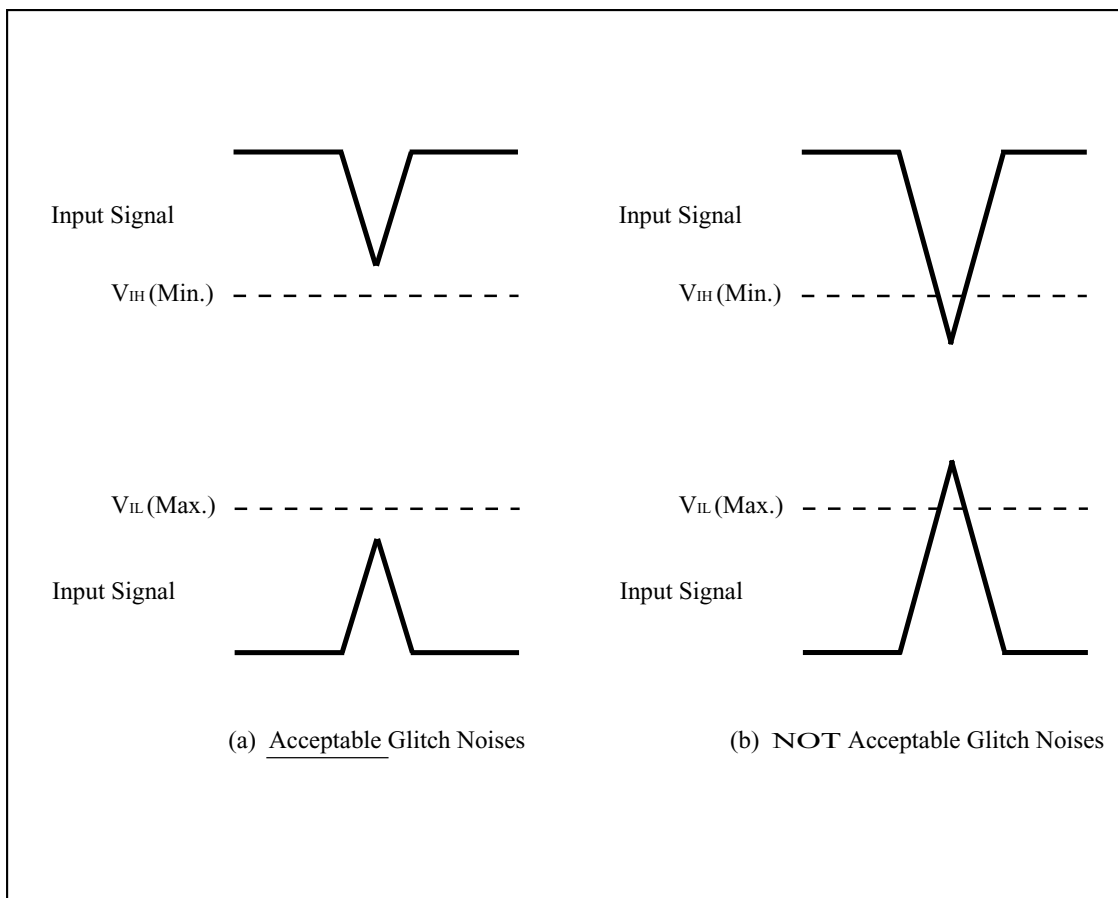 Input Signal
VIH (Min.)
VIL (Max.)
Input Signal
(a) Acceptable Glitch Noises
Input Signal
VIH (Min.)
VIL (Max.)
Input Signal
(b) NOT Acceptable Glitch Noises